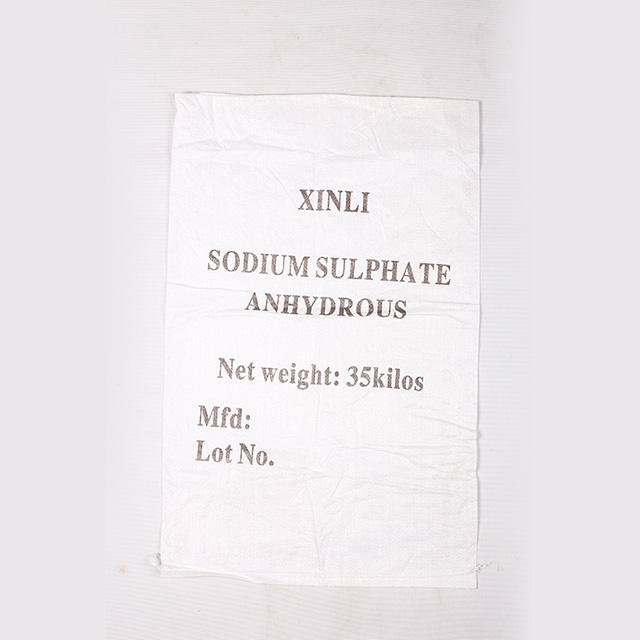 XINLI
SODIUM SULPHATE
ANHYDROUS
Net weight: 35kilos
Mfd:
Lot No.